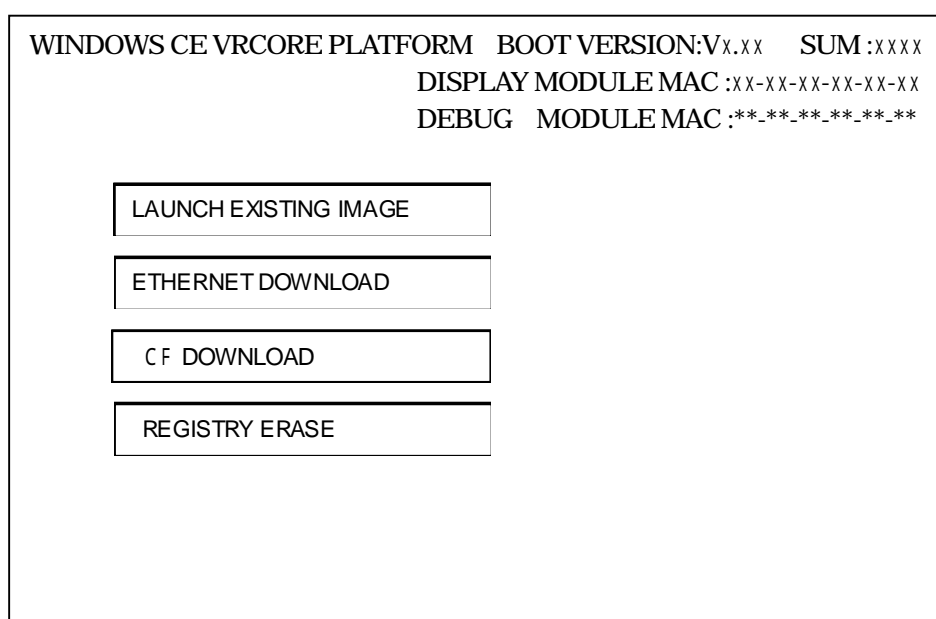 WINDOWS CE VRCORE PLATFORM BOOT VERSION:Vx.xx SUM :xxxx
DISPLAY MODULE MAC :xx-xx-xx-xx-xx-xx
DEBUG MODULE MAC :**-**-**-**-**-**
LAUNCH EXISTING IMAGE
ETHERNET DOWNLOAD
CF DOWNLOAD
REGISTRY ERASE